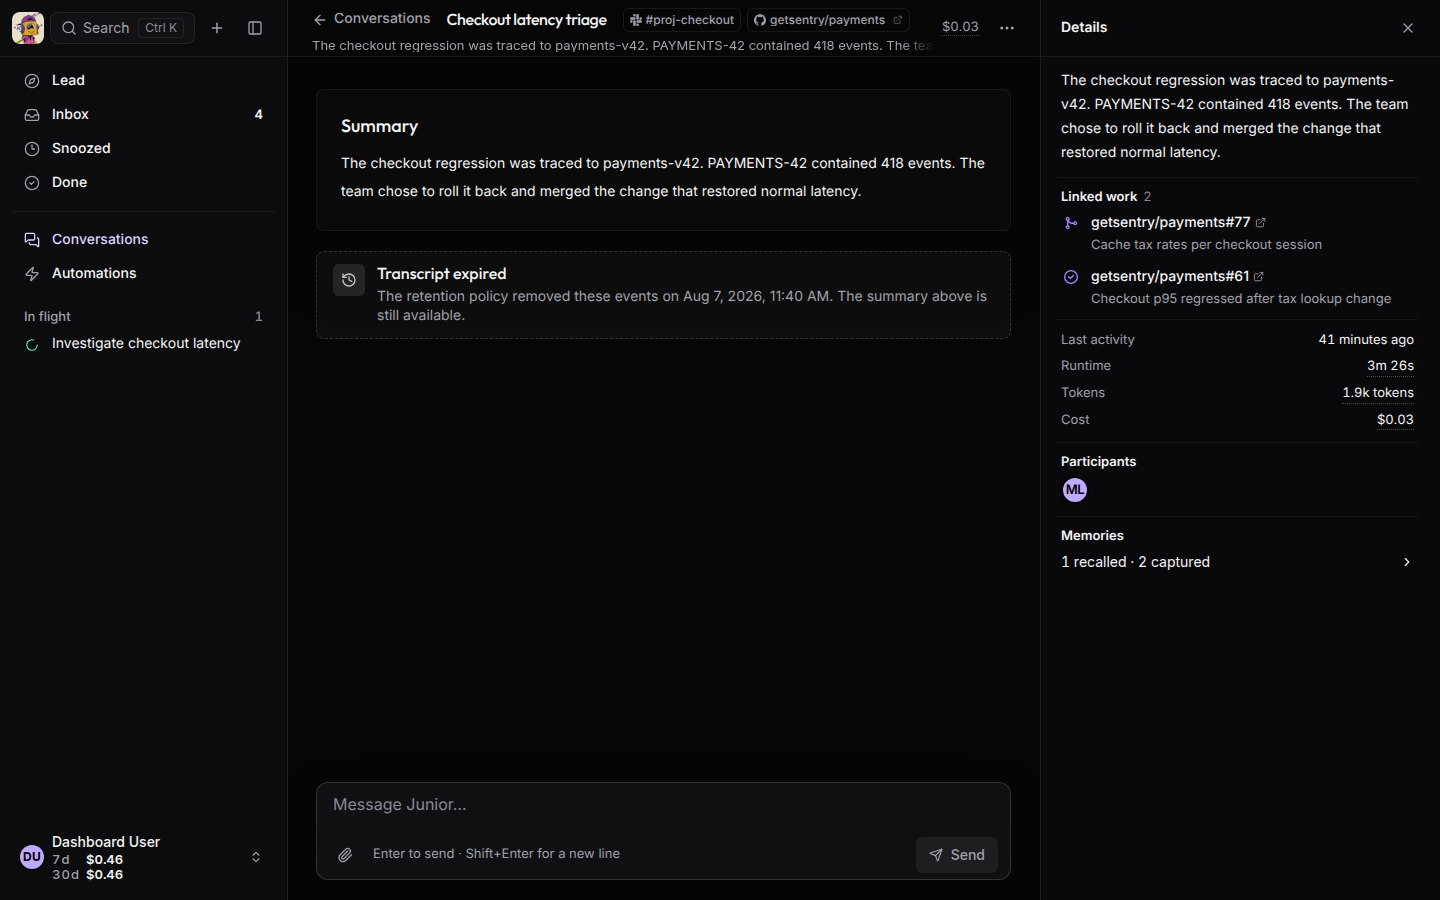 Search Ctrl K
Lead
Inbox 4
Snoozed
Done
Conversations
Automations
In flight 1
Investigate checkout latency
DU
Dashboard User
7d $0.46
30d $0.46
Conversations Checkout latency triage #proj-checkout getsentry/payments $0.03
The checkout regression was traced to payments-v42. PAYMENTS-42 contained 418 events. The tea
Summary
The checkout regression was traced to payments-v42. PAYMENTS-42 contained 418 events. The
team chose to roll it back and merged the change that restored normal latency.
Transcript expired
The retention policy removed these events on Aug 7, 2026, 11:40 AM. The summary above is
still available.
Message Junior...
Enter to send · Shift+Enter for a new line
Send
Details
The checkout regression was traced to payments-
v42. PAYMENTS-42 contained 418 events. The team
chose to roll it back and merged the change that
restored normal latency.
Linked work 2
getsentry/payments#77
Cache tax rates per checkout session
getsentry/payments#61
Checkout p95 regressed after tax lookup change
Last activity 41 minutes ago
Runtime 3m 26s
Tokens 1.9k tokens
Cost $0.03
Participants
ML
Memories
1 recalled · 2 captured